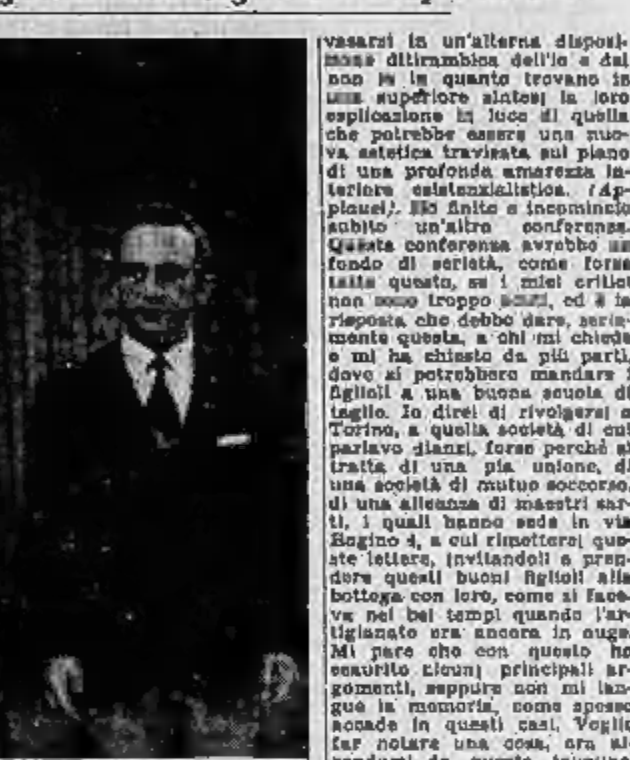 vasarsi in un'alterna disposi-
ditirambica dell'io e del
non io in quanto trovano in
una superiore sintesi la loro
esplicazione in luce di quella
che potrebbe essere una nuo-
va estetica travisata sul piano
di una profonda amarezza in-
teriore esistenzialistica. (Ap-
plausi). Ho finito e incomincio
subito un'altra conferenza.
Questa conferenza avrebbe un
fondo di serietà, come forse
tutto questo, se i miei critici
non sono troppo ed è la
risposta che debbo dare, seria-
mente questa, a chi mi chiede
e mi ha chiesto da più parti,
dove si potrebbero mandare i
figlioli a una buona scuola di
taglio. Io direi di rivolgersi a
Torino, a quella società di cui
parlavo dianzi, forse perché si
tratta di una pia unione, di
una società di mutuo soccorso,
di una alleanza di maestri sar-
ti, i quali hanno sede in via
Bogino 4, a cui rimettersi que-
ste lettere, invitandoli a pren-
dere questi buoni figlioli alla
bottega con loro, come si face-
va nei bei tempi quando l'ar-
tigianato era ancora in auge.
Mi pare che con questo ho
esaurito alcuni principali ar-
gomenti, seppure non mi lan-
gue la memoria, come spesso
accade in questi casi. Voglio
far notare una cosa, ora